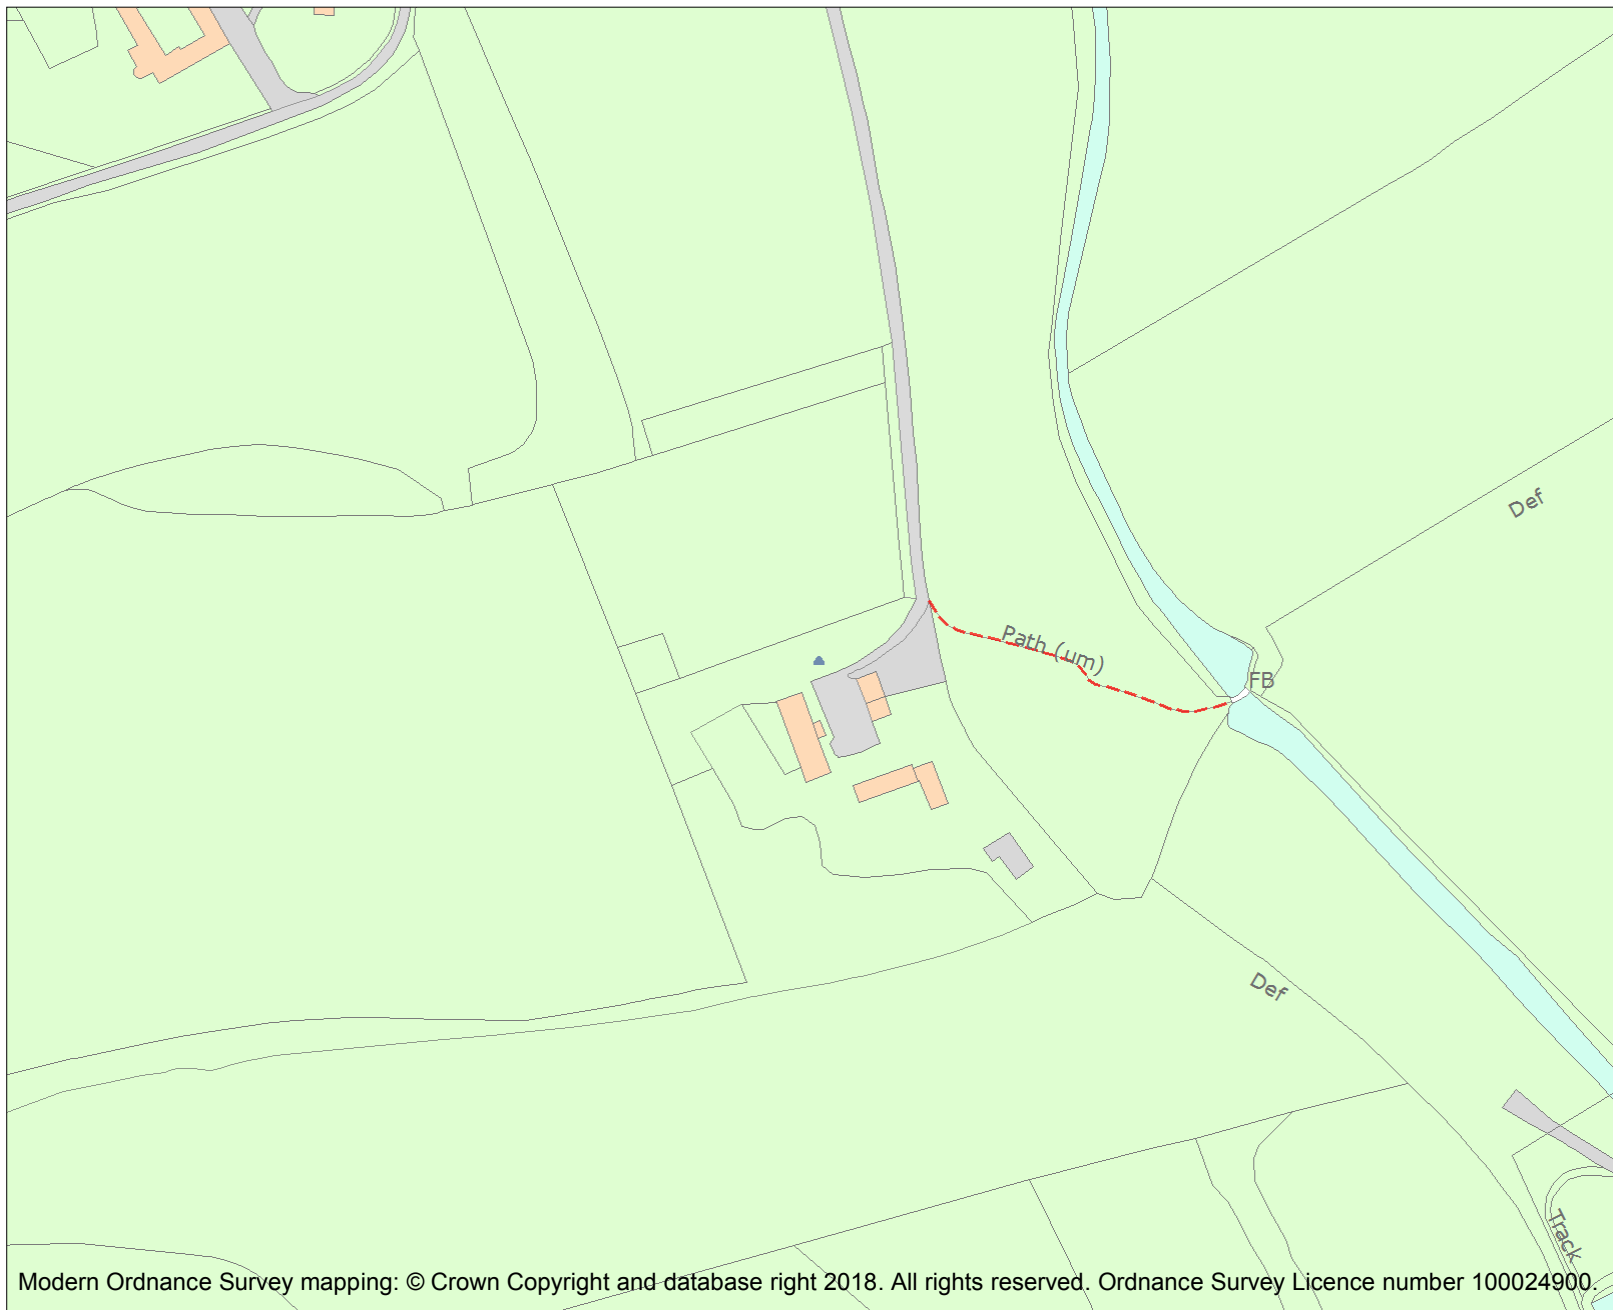 Def
Path (um)
FB
Def
Track
Modern Ordnance Survey mapping: © Crown Copyright and database right 2018. All rights reserved. Ordnance Survey Licence number 100024900.